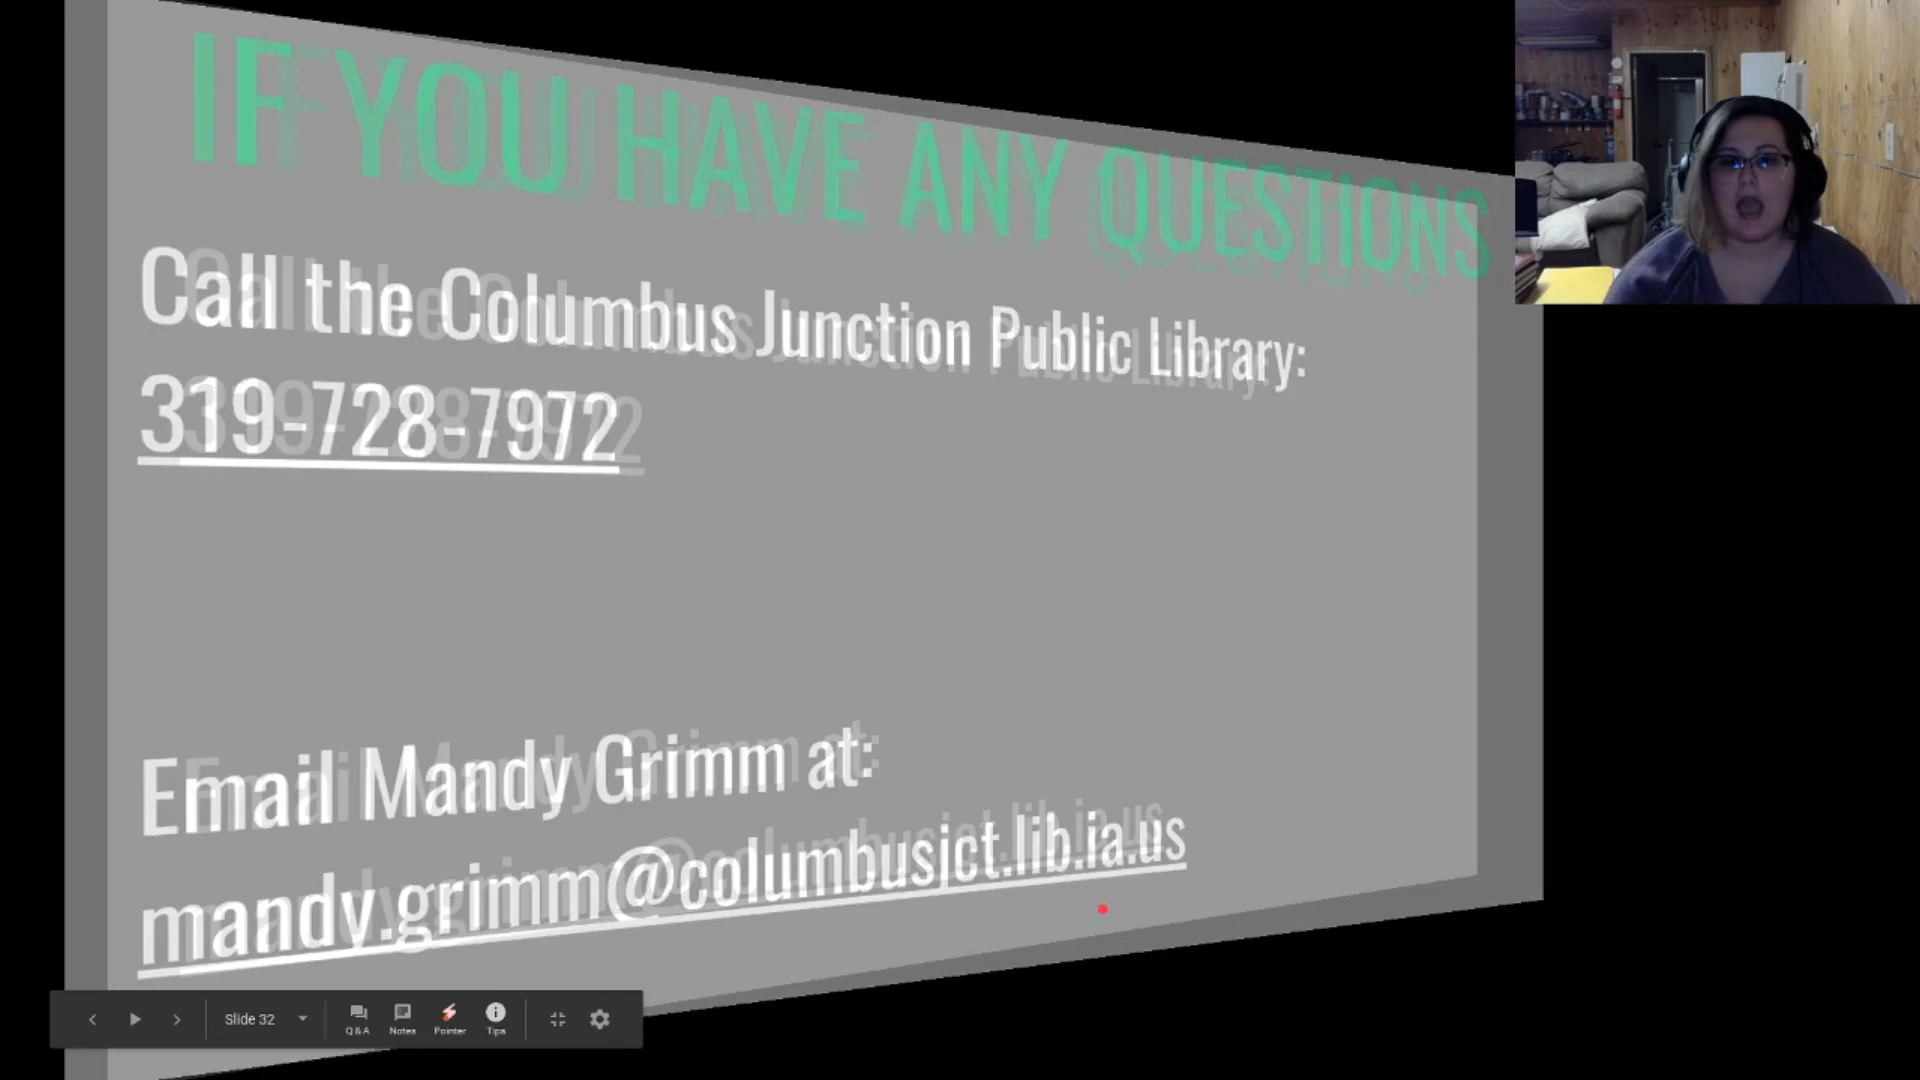 IF YOU HAVE ANY QUESTIONS
Call the Columbus Junction Public Library:
319-728-7972
Email Mandy Grimm at:
mandy.grimm@columbusjct.lib.ia.us
Slide 32
Q&A
Notes
Pointer
Tips